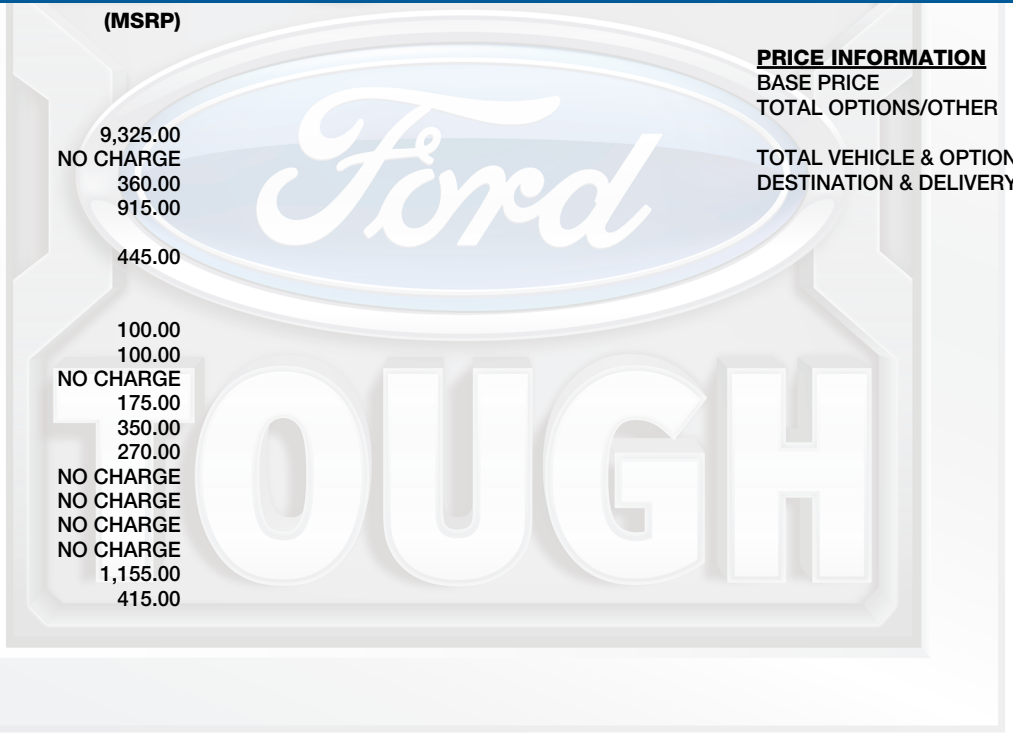 (MSRP)
9,325.00
NO CHARGE
360.00
915.00
445.00
100.00
100.00
NO CHARGE
175.00
350.00
270.00
NO CHARGE
NO CHARGE
NO CHARGE
NO CHARGE
1,155.00
415.00
PRICE INFORMATION
BASE PRICE
TOTAL OPTIONS/OTHER
TOTAL VEHICLE & OPTION
DESTINATION & DELIVERY
Ford
TOUGH